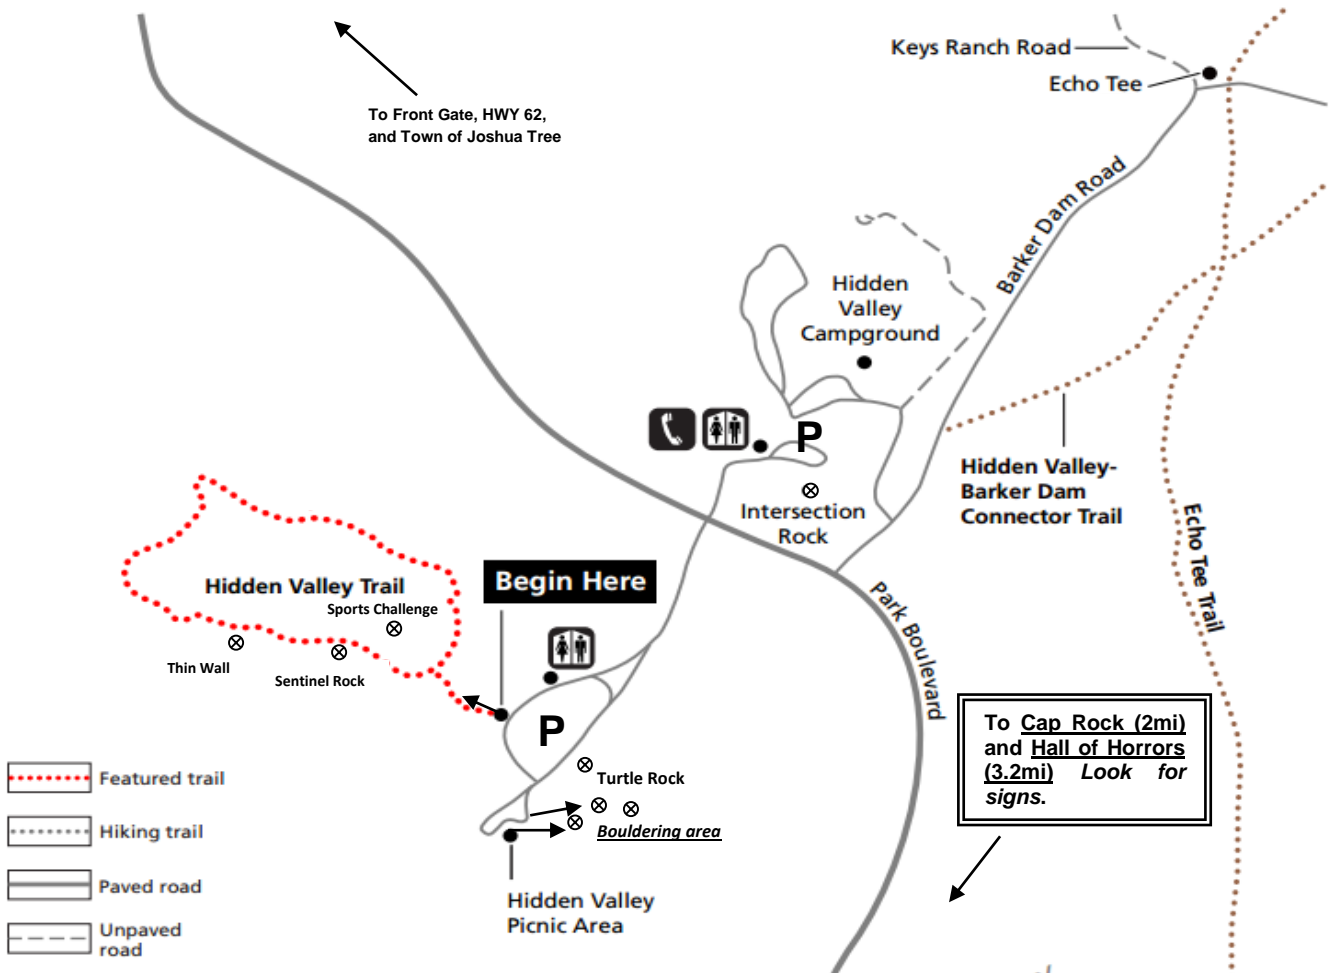 Keys Ranch Road
Echo Tee
To Front Gate, HWY 62,
and Town of Joshua Tree
Barker Dam Road
Hidden
Valley
Campground
P
Hidden Valley-
Barker Dam
Connector Trail
Intersection
Rock
Echo Tee Trail
Begin Here
Hidden Valley Trail
Sports Challenge
Thin Wall
Sentinel Rock
Park Boulevard
P
To Cap Rock (2mi)
and Hall of Horrors
(3.2mi) Look for
signs.
Turtle Rock
Bouldering area
Hidden Valley
Picnic Area
Featured trail
Hiking trail
Paved road
Unpaved
road